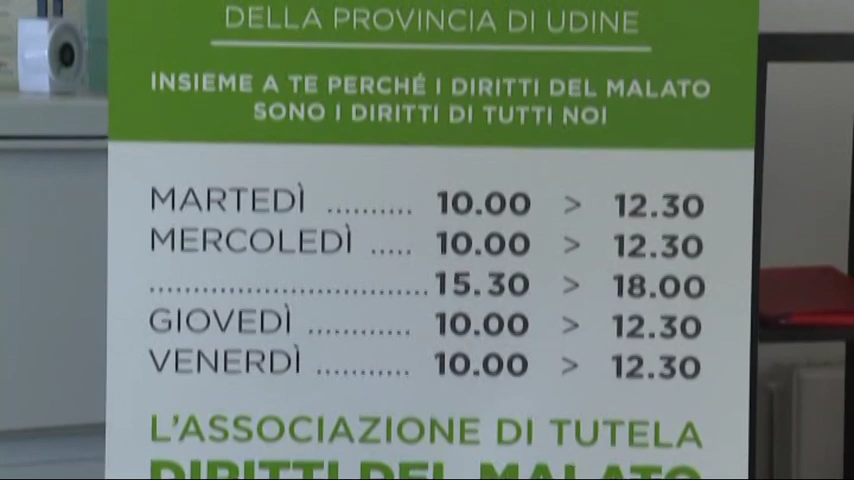 DELLA PROVINCIA DI UDINE
INSIEME A TE PERCHÉ I DIRITTI DEL MALATO
SONO I DIRITTI DI TUTTI NOI
MARTEDÌ .......... 10.00 > 12.30
MERCOLEDÌ ..... 10.00 > 12.30
.................................. 15.30 > 18.00
GIOVEDÌ ............ 10.00 > 12.30
VENERDÌ ........... 10.00 > 12.30
L'ASSOCIAZIONE DI TUTELA
DIRITTI DEL MALATO